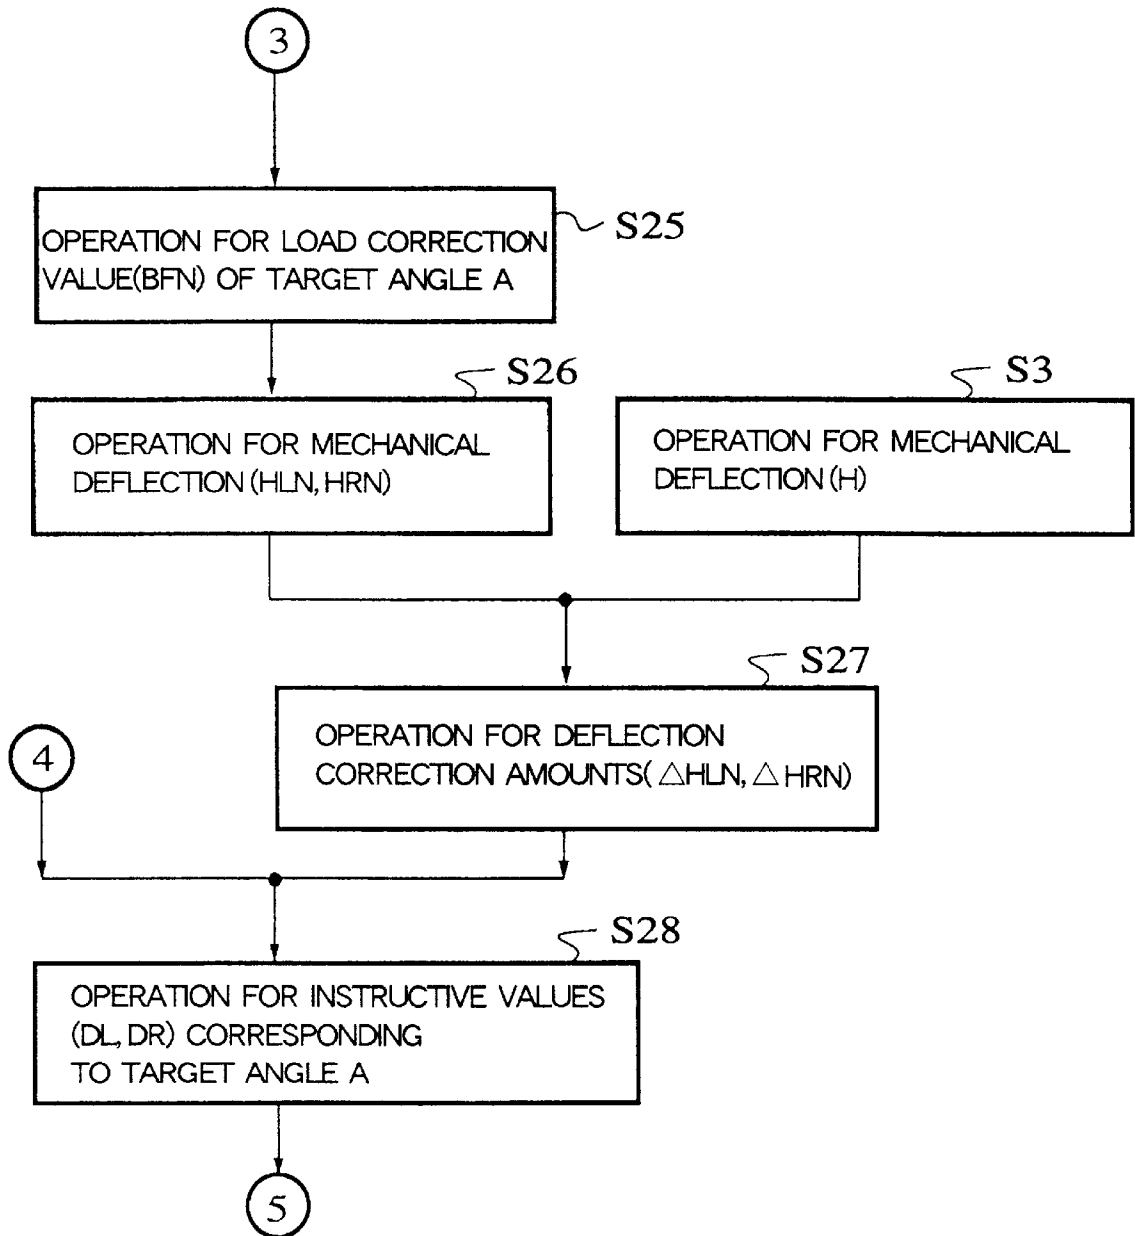 3
S25
OPERATION FOR LOAD CORRECTION
VALUE(BFN) OF TARGET ANGLE A
S26
OPERATION FOR MECHANICAL
DEFLECTION(HLN, HRN)
S3
OPERATION FOR MECHANICAL
DEFLECTION(H)
S27
OPERATION FOR DEFLECTION
CORRECTION AMOUNTS(△HLN, △HRN)
4
S28
OPERATION FOR INSTRUCTIVE VALUES
(DL, DR) CORRESPONDING
TO TARGET ANGLE A
5